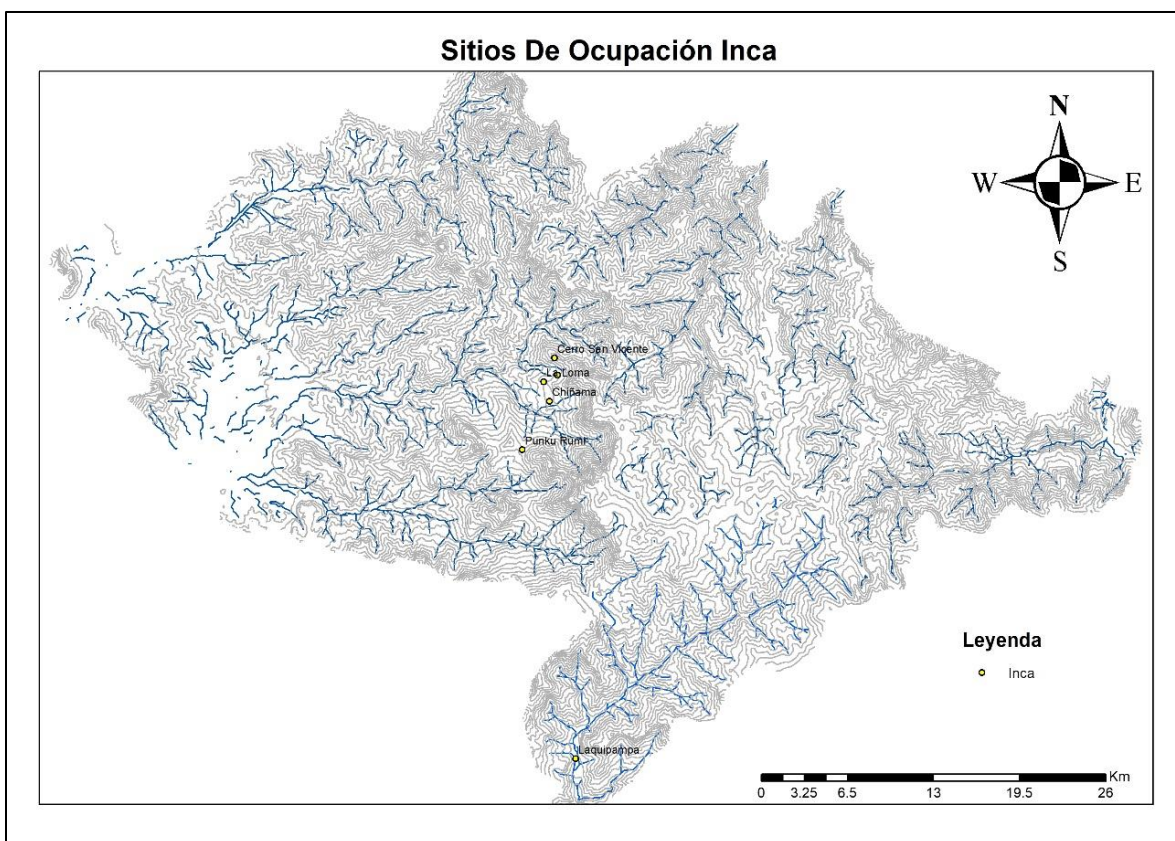 Sitios De Ocupación Inca
N
W E
S
Cerro San Vicente
La Loma
Chiñama
Punku Rumi
Leyenda
Inca
Laquipampa
Km
0 3.25 6.5 13 19.5 26